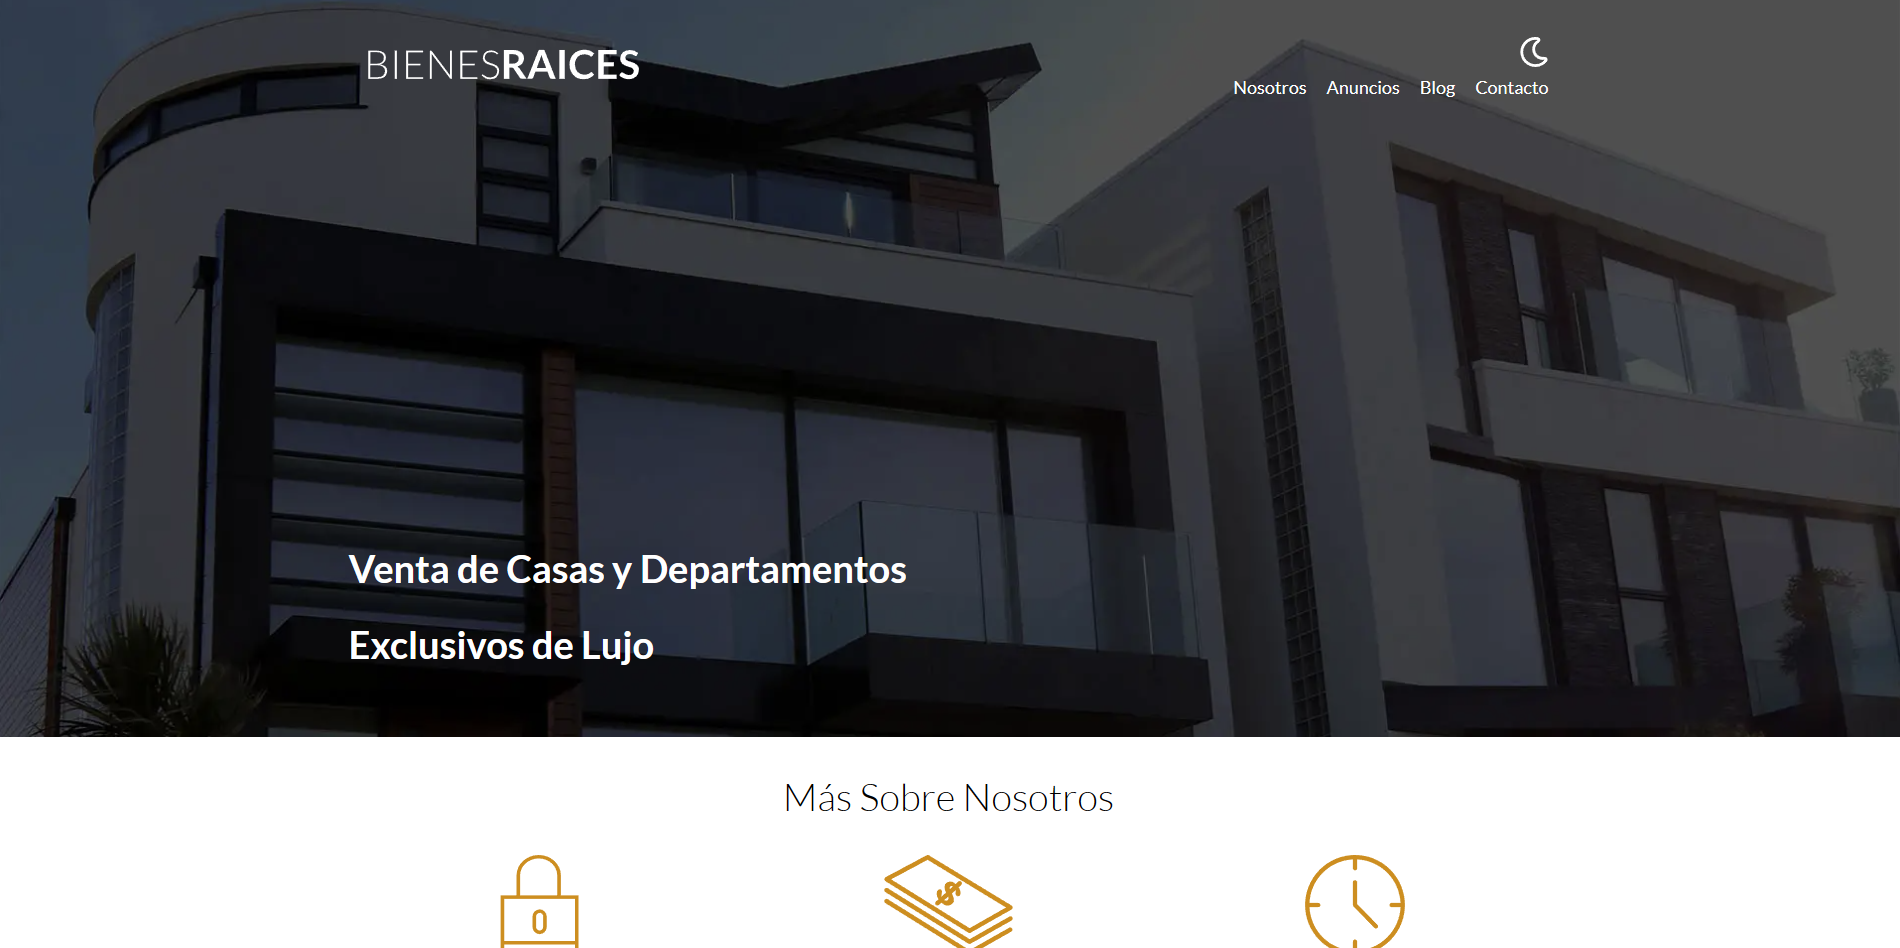 BIENESRAICES
Nosotros Anuncios Blog Contacto
Venta de Casas y Departamentos
Exclusivos de Lujo
Más Sobre Nosotros
$